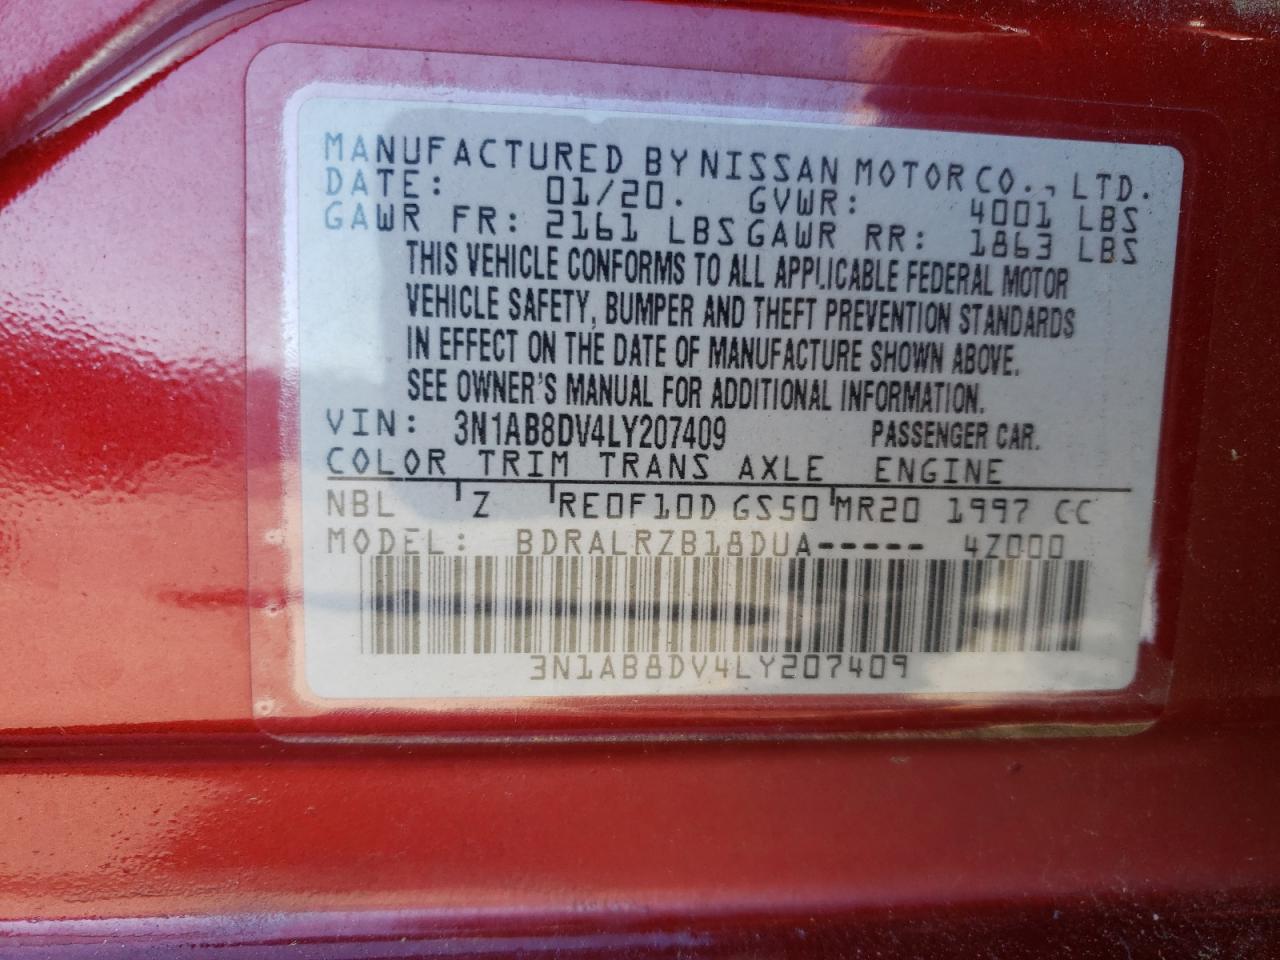 MANUFACTURED BY NISSAN MOTOR CO., LTD.
DATE: 01/20. GVWR: 4001 LBS
GAWR FR: 2161 LBS GAWR RR: 1863 LBS
THIS VEHICLE CONFORMS TO ALL APPLICABLE FEDERAL MOTOR
VEHICLE SAFETY, BUMPER AND THEFT PREVENTION STANDARDS
IN EFFECT ON THE DATE OF MANUFACTURE SHOWN ABOVE.
SEE OWNER'S MANUAL FOR ADDITIONAL INFORMATION.
VIN: 3N1AB8DV4LY207409 PASSENGER CAR.
COLOR TRIM TRANS AXLE ENGINE
NBL Z RE0F10D GS50 MR20 1997 CC
MODEL: BDRALRZB18DUA----- 4Z000
3N1AB8DV4LY207409